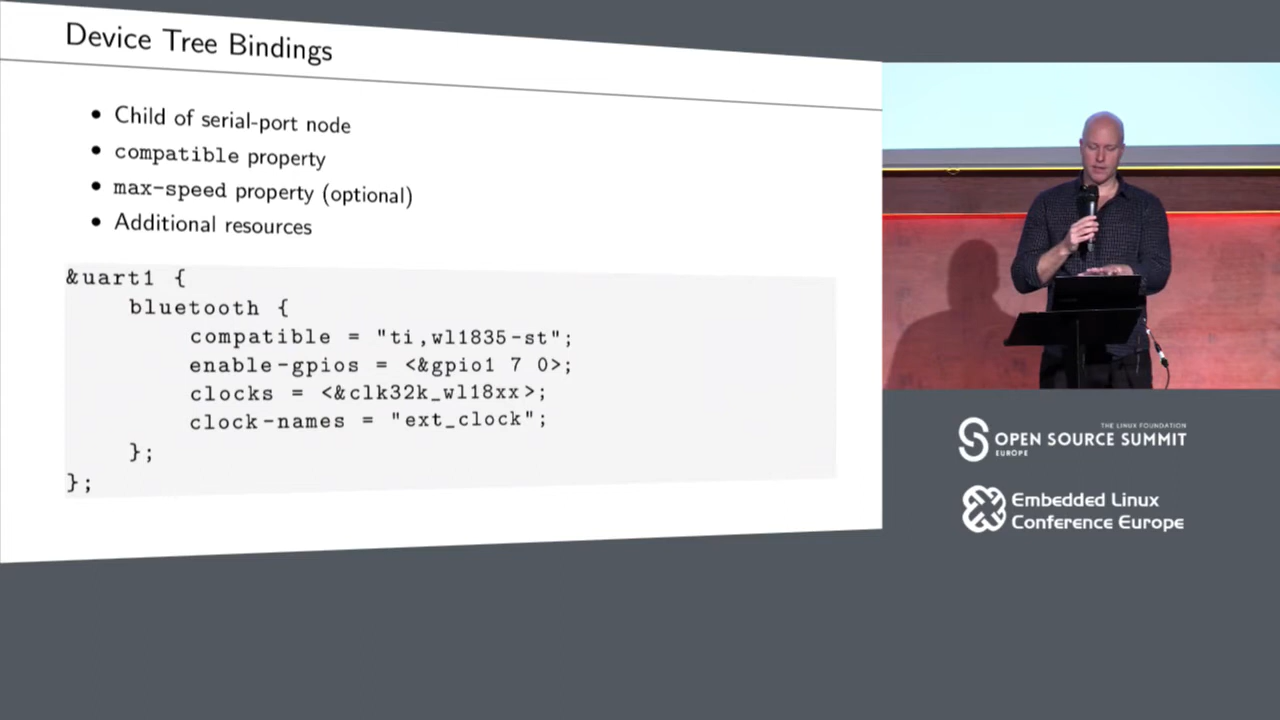 Device Tree Bindings
• Child of serial-port node
• compatible property
• max-speed property (optional)
• Additional resources
&uart1 {
bluetooth {
compatible = "ti,wl1835-st";
enable-gpios = <&gpio1 7 0>;
clocks = <&clk32k_wl18xx>;
clock-names = "ext_clock";
};
};
THE LINUX FOUNDATION
OPEN SOURCE SUMMIT
EUROPE
Embedded Linux
Conference Europe